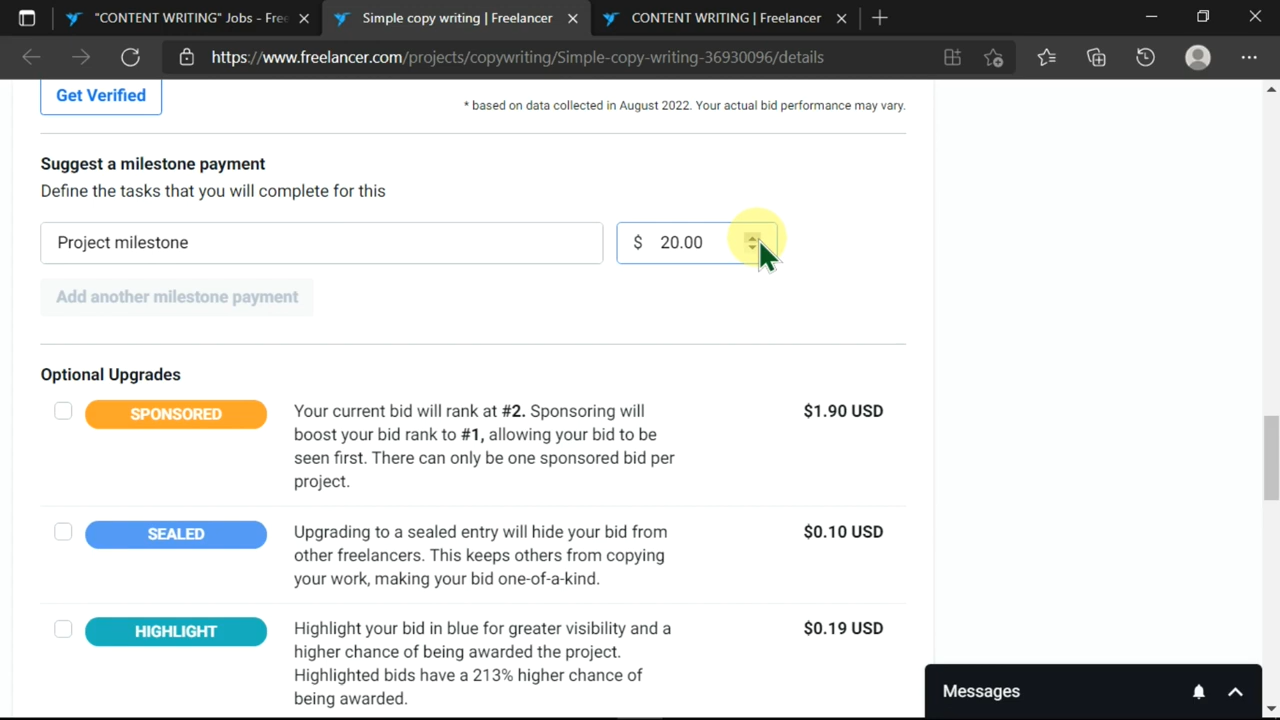 "CONTENT WRITING" Jobs - Free
Simple copy writing | Freelancer
CONTENT WRITING | Freelancer
https://www.freelancer.com/projects/copywriting/Simple-copy-writing-36930096/details
Get Verified
* based on data collected in August 2022. Your actual bid performance may vary.
Suggest a milestone payment
Define the tasks that you will complete for this
Project milestone
$ 20.00
Add another milestone payment
Optional Upgrades
SPONSORED
Your current bid will rank at #2. Sponsoring will
boost your bid rank to #1, allowing your bid to be
seen first. There can only be one sponsored bid per
project.
$1.90 USD
SEALED
Upgrading to a sealed entry will hide your bid from
other freelancers. This keeps others from copying
your work, making your bid one-of-a-kind.
$0.10 USD
HIGHLIGHT
Highlight your bid in blue for greater visibility and a
higher chance of being awarded the project.
Highlighted bids have a 213% higher chance of
being awarded.
$0.19 USD
Messages